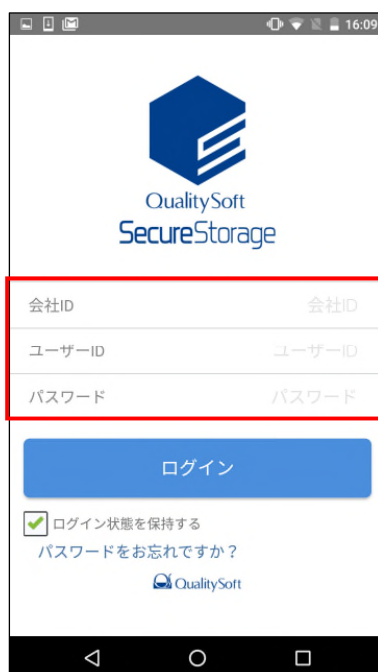 16:09
QualitySoft
SecureStorage
会社ID 会社ID
ユーザーID ユーザーID
パスワード パスワード
ログイン
ログイン状態を保持する
パスワードをお忘れですか？
QualitySoft